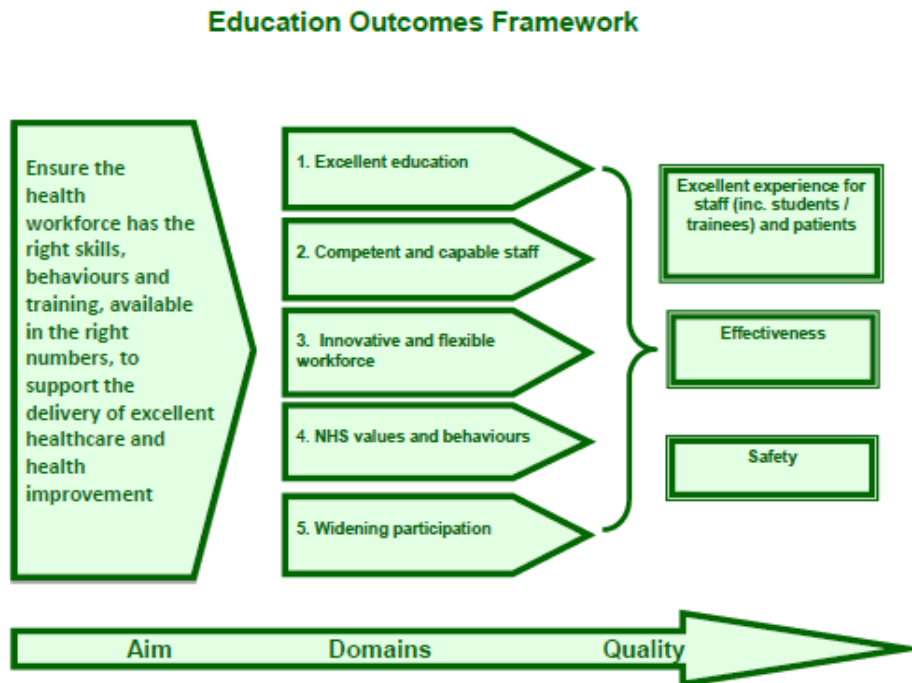 Education Outcomes Framework
Ensure the
health
workforce has the
right skills,
behaviours and
training, available
in the right
numbers, to
support the
delivery of excellent
healthcare and
health
improvement
1. Excellent education
2. Competent and capable staff
3. Innovative and flexible
workforce
4. NHS values and behaviours
5. Widening participation
Excellent experience for
staff (inc. students /
trainees) and patients
Effectiveness
Safety
Aim Domains Quality